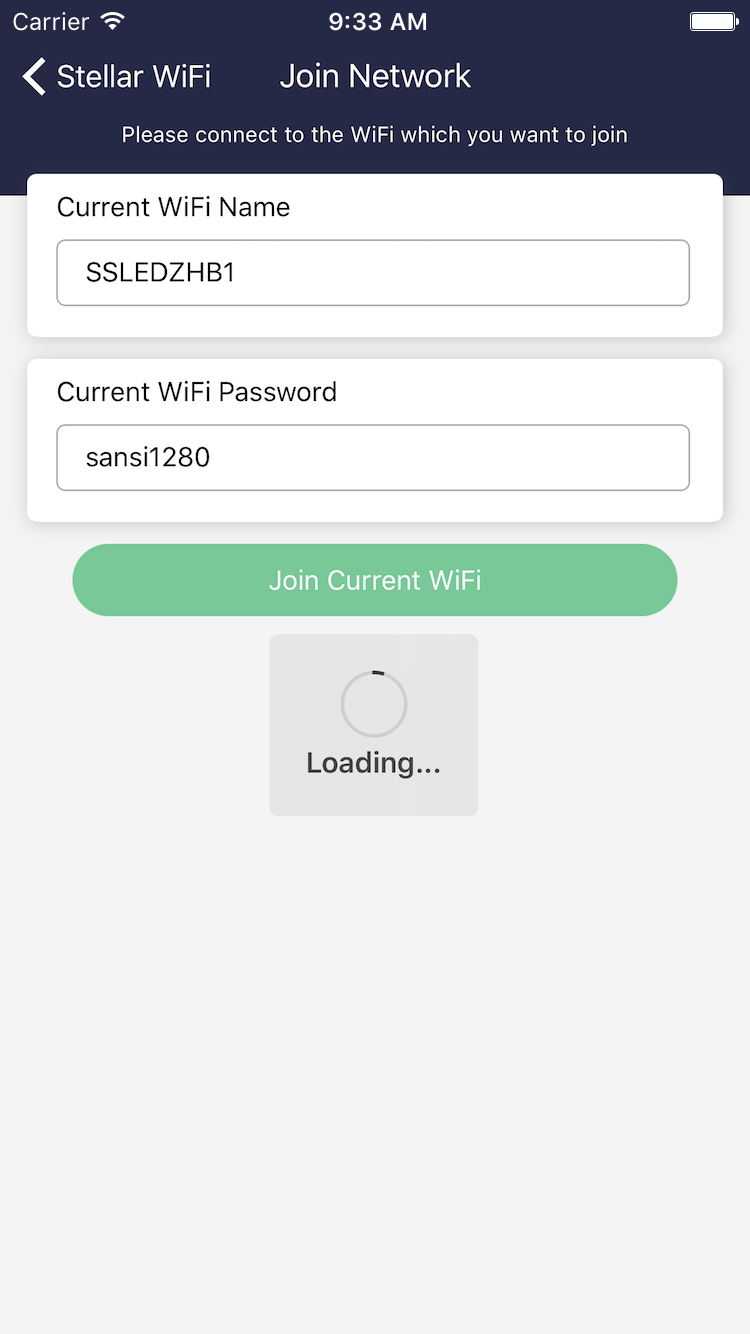 Carrier 9:33 AM
Stellar WiFi Join Network
Please connect to the WiFi which you want to join
Current WiFi Name
SSLEDZHB1
Current WiFi Password
sansi1280
Join Current WiFi
Loading...